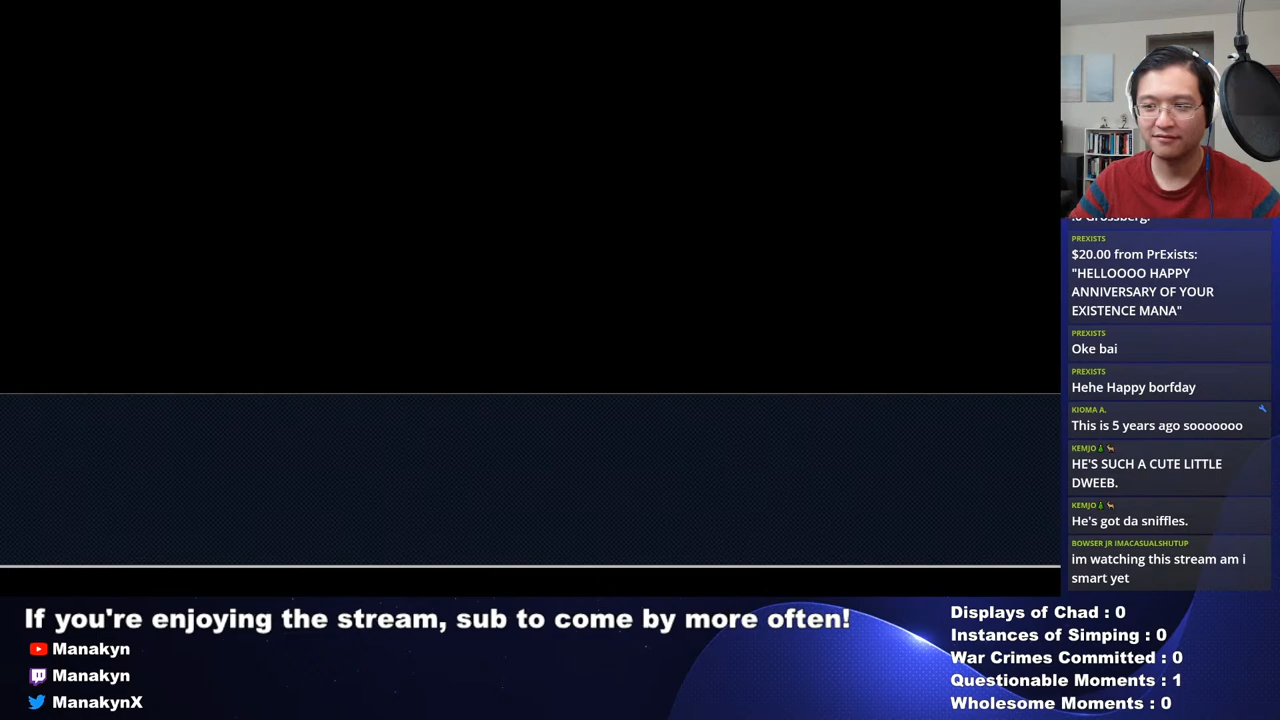 PREXISTS
$20.00 from PrExists:
"HELLOOOO HAPPY
ANNIVERSARY OF YOUR
EXISTENCE MANA"
PREXISTS
Oke bai
PREXISTS
Hehe Happy borfday
KIOMA A.
This is 5 years ago sooooooo
KEMJO
HE'S SUCH A CUTE LITTLE
DWEEB.
KEMJO
He's got da sniffles.
BOWSER JR IMACASUALSHUTUP
im watching this stream am i
smart yet
If you're enjoying the stream, sub to come by more often!
Manakyn
Manakyn
ManakynX
Displays of Chad : 0
Instances of Simping : 0
War Crimes Committed : 0
Questionable Moments : 1
Wholesome Moments : 0